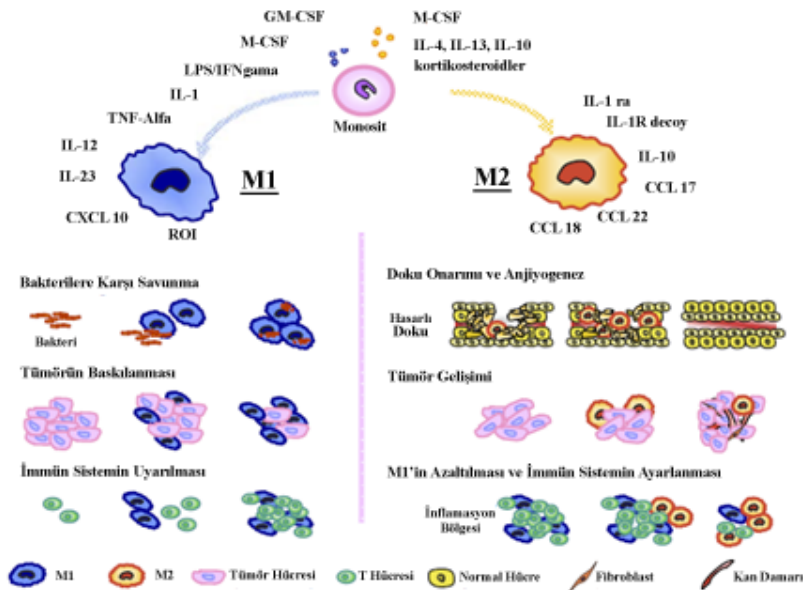 GM-CSF
M-CSF
M-CSF
IL-4, IL-13, IL-10
kortikosteroidler
LPS/IFNgama
IL-1
TNF-Alfa
IL-12
IL-23
CXCL 10
ROI
M1
Monosit
M2
IL-1 ra
IL-1R decoy
IL-10
CCL 17
CCL 22
CCL 18
Bakterilere Karşı Savunma
Bakteri
Tümörün Baskılanması
İmmün Sistemin Uyarılması
Doku Onarımı ve Anjiyogenez
Hasarlı
Doku
Tümör Gelişimi
M1'in Azaltılması ve İmmün Sistemin Ayarlanması
İnflamasyon
Bölgesi
M1
M2
Tümör Hücresi
T Hücresi
Normal Hücre
Fibroblast
Kan Damarı